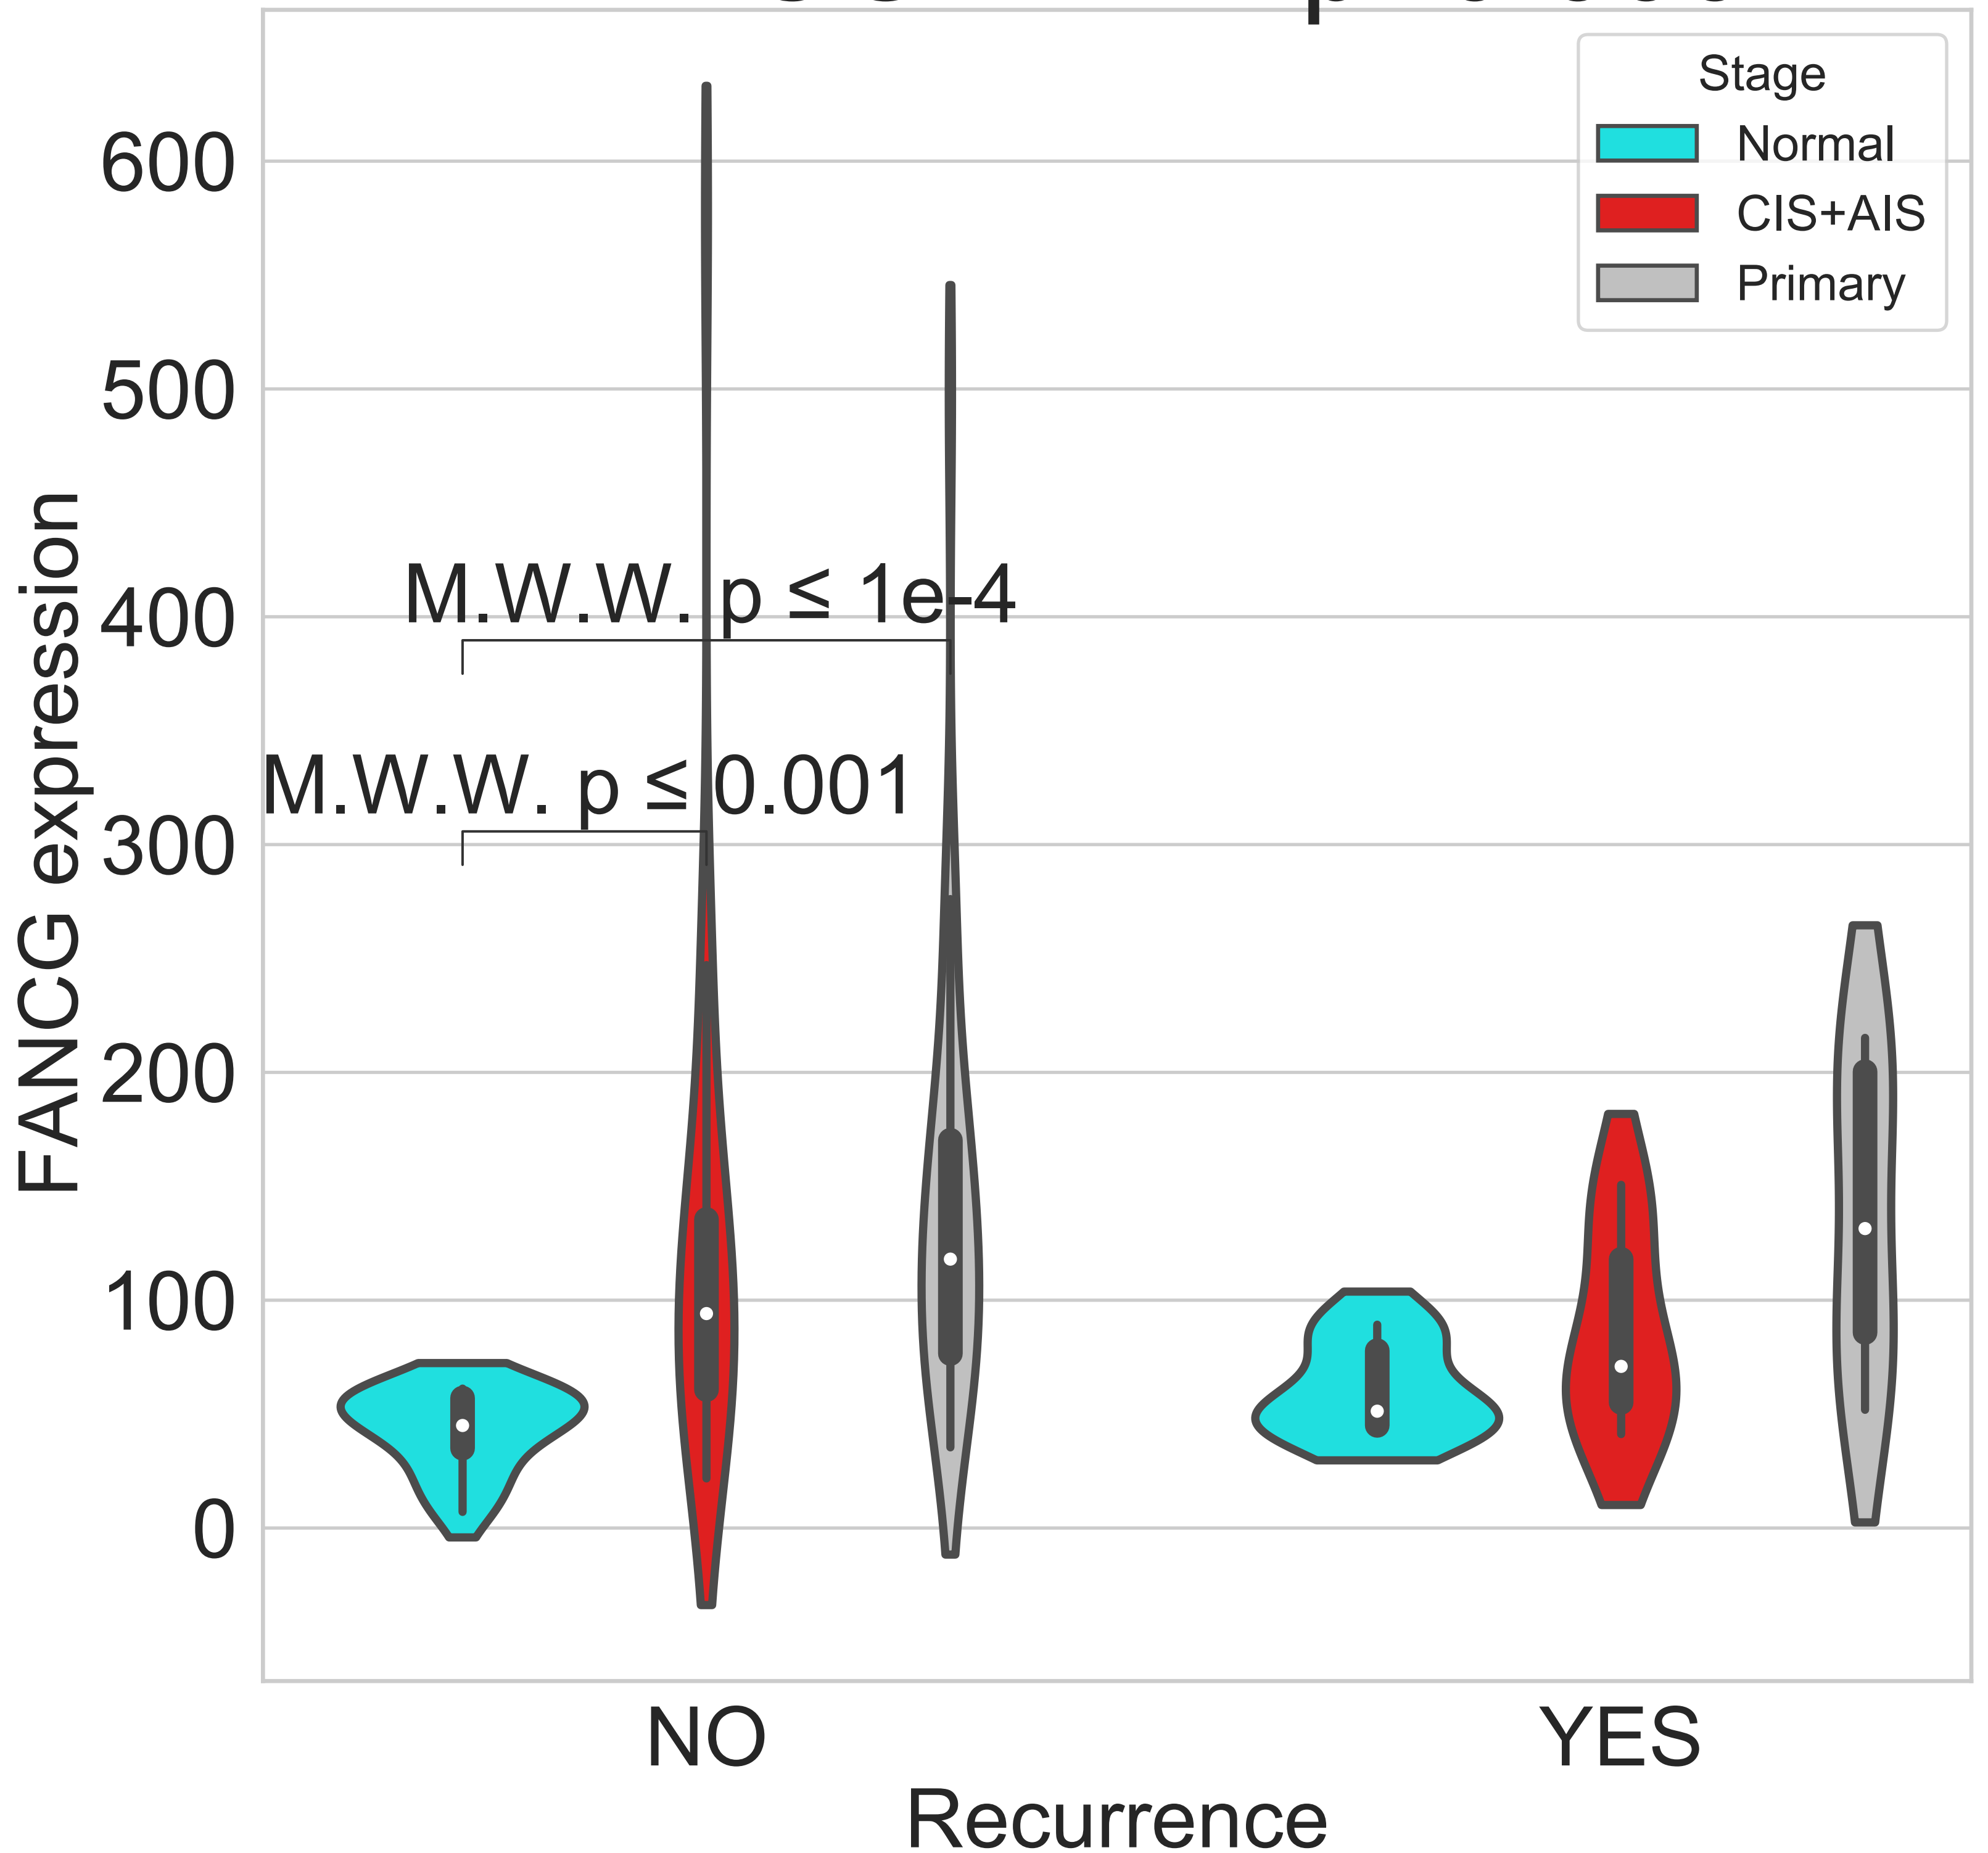 Stage
Normal
CIS+AIS
Primary
600
500
400
300
200
100
0
FANCG expression
M.W.W. p ≤ 1e-4
M.W.W. p ≤ 0.001
NO
YES
Recurrence